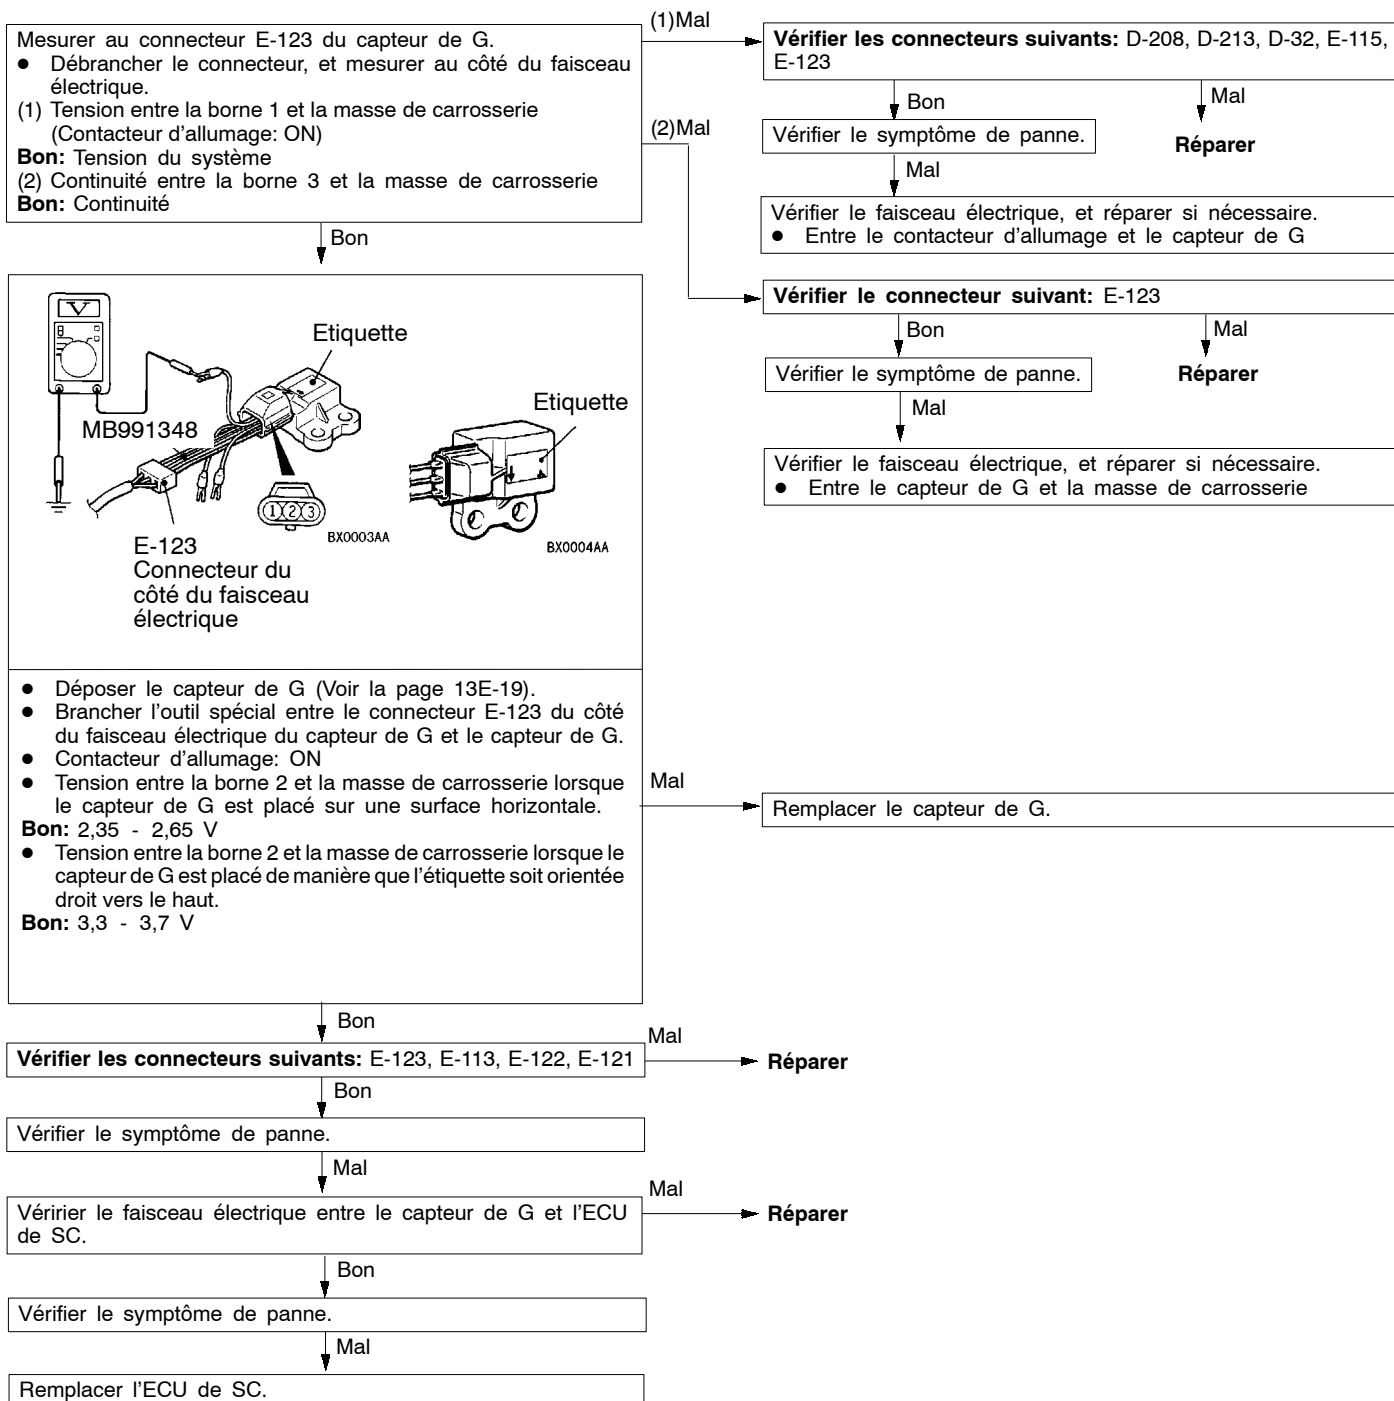 Mesurer au connecteur E-123 du capteur de G.
● Débrancher le connecteur, et mesurer au côté du faisceau
électrique.
(1) Tension entre la borne 1 et la masse de carrosserie
(Contacteur d'allumage: ON)
Bon: Tension du système
(2) Continuité entre la borne 3 et la masse de carrosserie
Bon: Continuité
(1)Mal
Vérifier les connecteurs suivants: D-208, D-213, D-32, E-115,
E-123
Bon
Mal
Vérifier le symptôme de panne.
Réparer
Mal
Vérifier le faisceau électrique, et réparer si nécessaire.
● Entre le contacteur d'allumage et le capteur de G
(2)Mal
Vérifier le connecteur suivant: E-123
Bon
Mal
Vérifier le symptôme de panne.
Réparer
Mal
Vérifier le faisceau électrique, et réparer si nécessaire.
● Entre le capteur de G et la masse de carrosserie
Bon
V
Etiquette
MB991348
1 2 3
BX0003AA
E-123
Connecteur du
côté du faisceau
électrique
Etiquette
BX0004AA
● Déposer le capteur de G (Voir la page 13E-19).
● Brancher l'outil spécial entre le connecteur E-123 du côté
du faisceau électrique du capteur de G et le capteur de G.
● Contacteur d'allumage: ON
● Tension entre la borne 2 et la masse de carrosserie lorsque
le capteur de G est placé sur une surface horizontale.
Bon: 2,35 - 2,65 V
● Tension entre la borne 2 et la masse de carrosserie lorsque le
capteur de G est placé de manière que l'étiquette soit orientée
droit vers le haut.
Bon: 3,3 - 3,7 V
Mal
Remplacer le capteur de G.
Bon
Vérifier les connecteurs suivants: E-123, E-113, E-122, E-121
Mal
Réparer
Bon
Vérifier le symptôme de panne.
Mal
Véririer le faisceau électrique entre le capteur de G et l'ECU
de SC.
Mal
Réparer
Bon
Vérifier le symptôme de panne.
Mal
Remplacer l'ECU de SC.